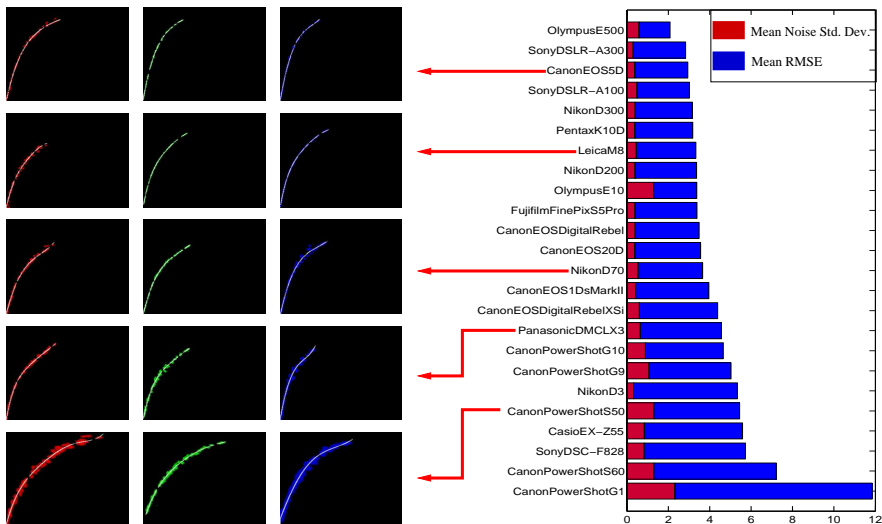 OlympusE500
SonyDSLR-A300
CanonEOS5D
SonyDSLR-A100
NikonD300
PentaxK10D
LeicaM8
NikonD200
OlympusE10
FujifilmFinePixS5Pro
CanonEOSDigitalRebel
CanonEOS20D
NikonD70
CanonEOS1DsMarkII
CanonEOSDigitalRebelXSi
PanasonicDMCLX3
CanonPowerShotG10
CanonPowerShotG9
NikonD3
CanonPowerShotS50
CasioEX-Z55
SonyDSC-F828
CanonPowerShotS60
CanonPowerShotG1
Mean Noise Std. Dev.
Mean RMSE
0 2 4 6 8 10 12